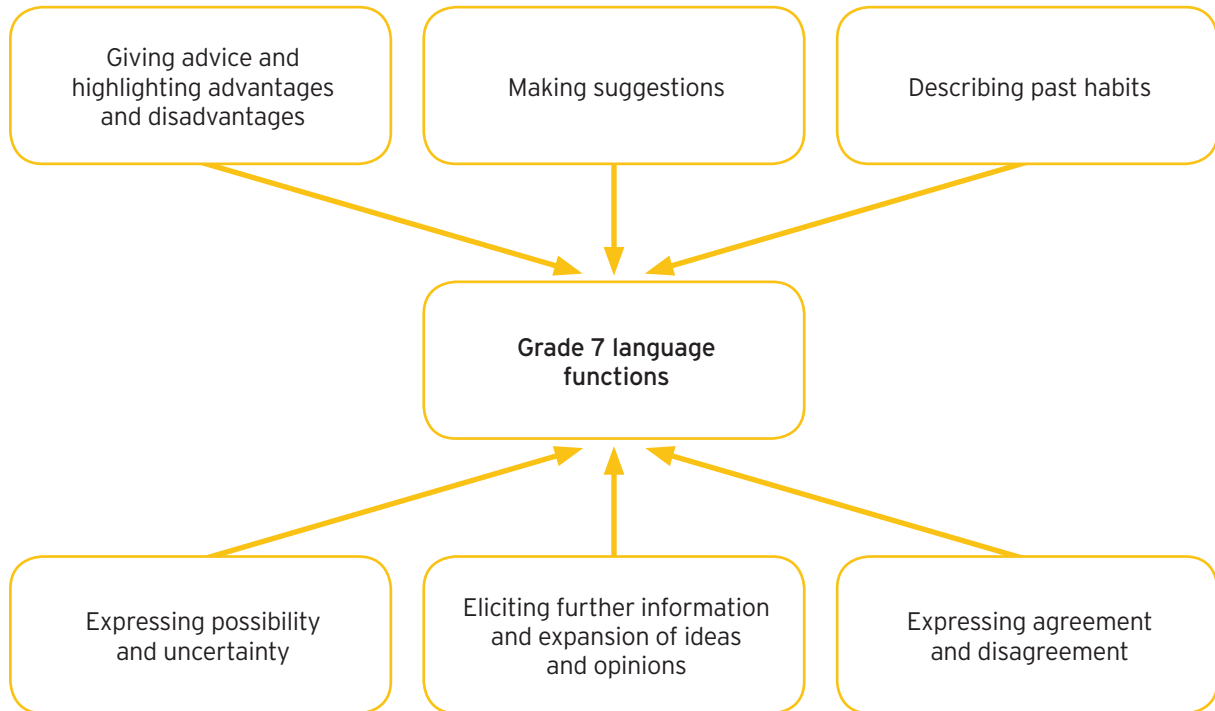 Giving advice and
highlighting advantages
and disadvantages
Making suggestions
Describing past habits
Grade 7 language
functions
Expressing possibility
and uncertainty
Eliciting further information
and expansion of ideas
and opinions
Expressing agreement
and disagreement